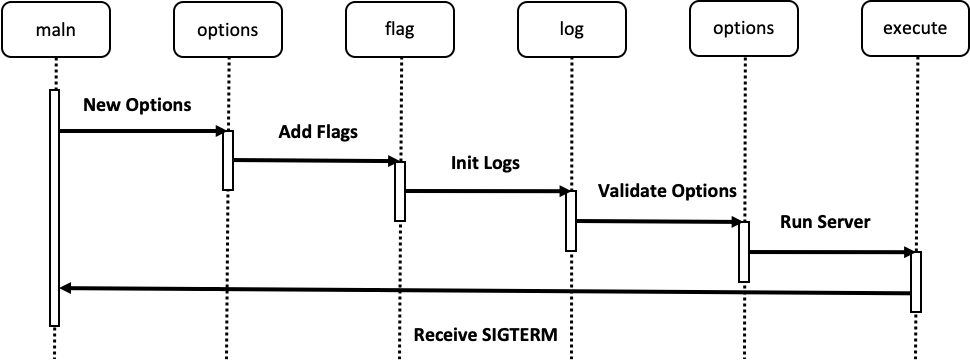 maln
options
flag
log
options
execute
New Options
Add Flags
Init Logs
Validate Options
Run Server
Receive SIGTERM